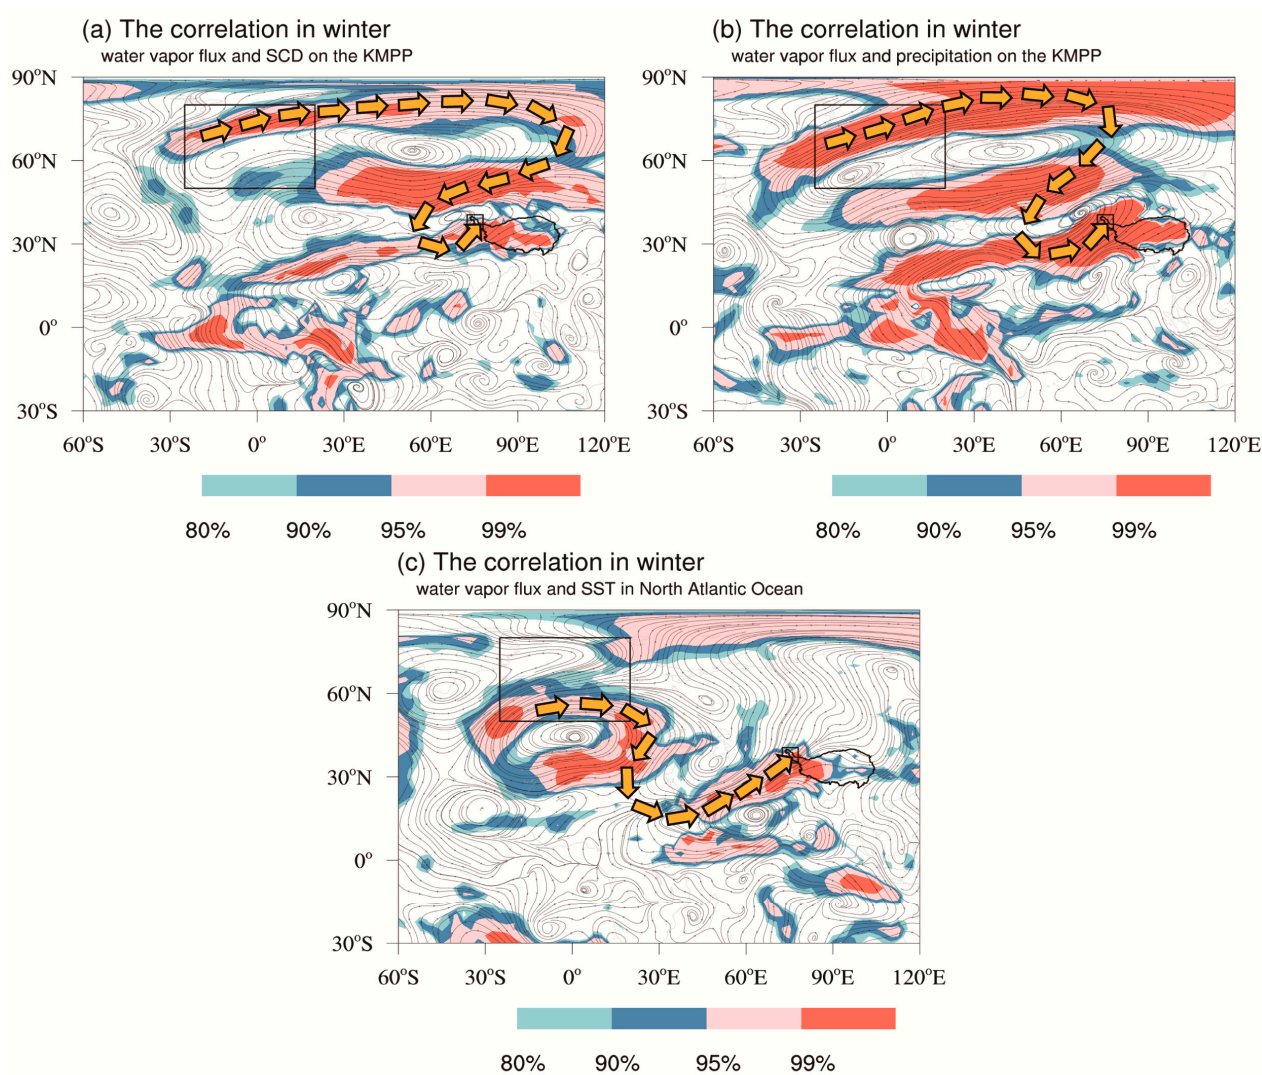 (a) The correlation in winter
water vapor flux and SCD on the KMPP
90°N
60°N
30°N
0°
30°S
60°S 30°S 0° 30°E 60°E 90°E 120°E
80% 90% 95% 99%
(b) The correlation in winter
water vapor flux and precipitation on the KMPP
90°N
60°N
30°N
0°
30°S
60°S 30°S 0° 30°E 60°E 90°E 120°E
80% 90% 95% 99%
(c) The correlation in winter
water vapor flux and SST in North Atlantic Ocean
90°N
60°N
30°N
0°
30°S
60°S 30°S 0° 30°E 60°E 90°E 120°E
80% 90% 95% 99%